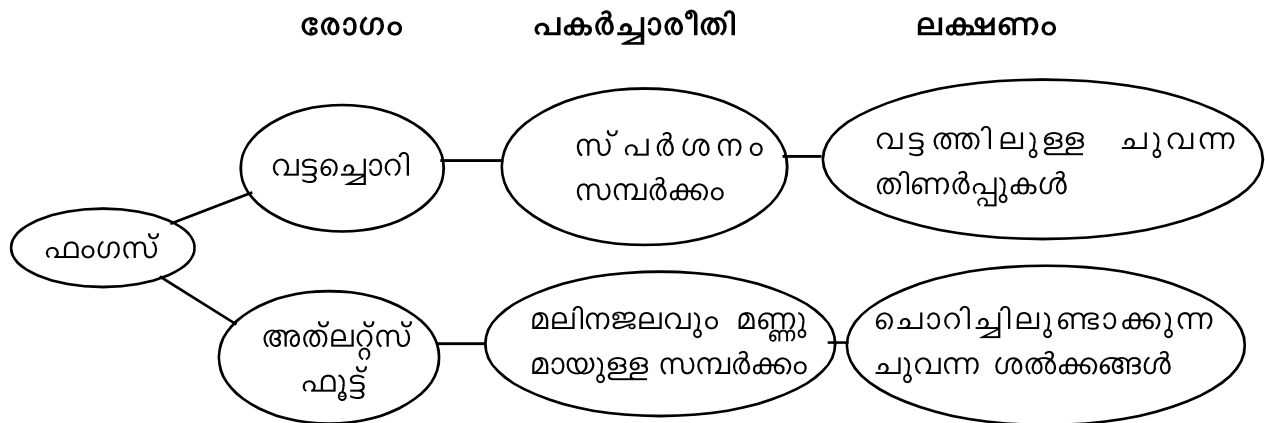 രോഗം പകർച്ചാരീതി ലക്ഷണം
വട്ടച്ചൊറി
സ്പർശനം
സമ്പർക്കം
വട്ടത്തിലുള്ള ചുവന്ന
തിണർപ്പുകൾ
ഫംഗസ്
അത്‌ലറ്റ്സ്
ഫൂട്ട്
മലിനജലവും മണ്ണു
മായുള്ള സമ്പർക്കം
ചൊറിച്ചിലുണ്ടാക്കുന്ന
ചുവന്ന ശൽക്കങ്ങൾ